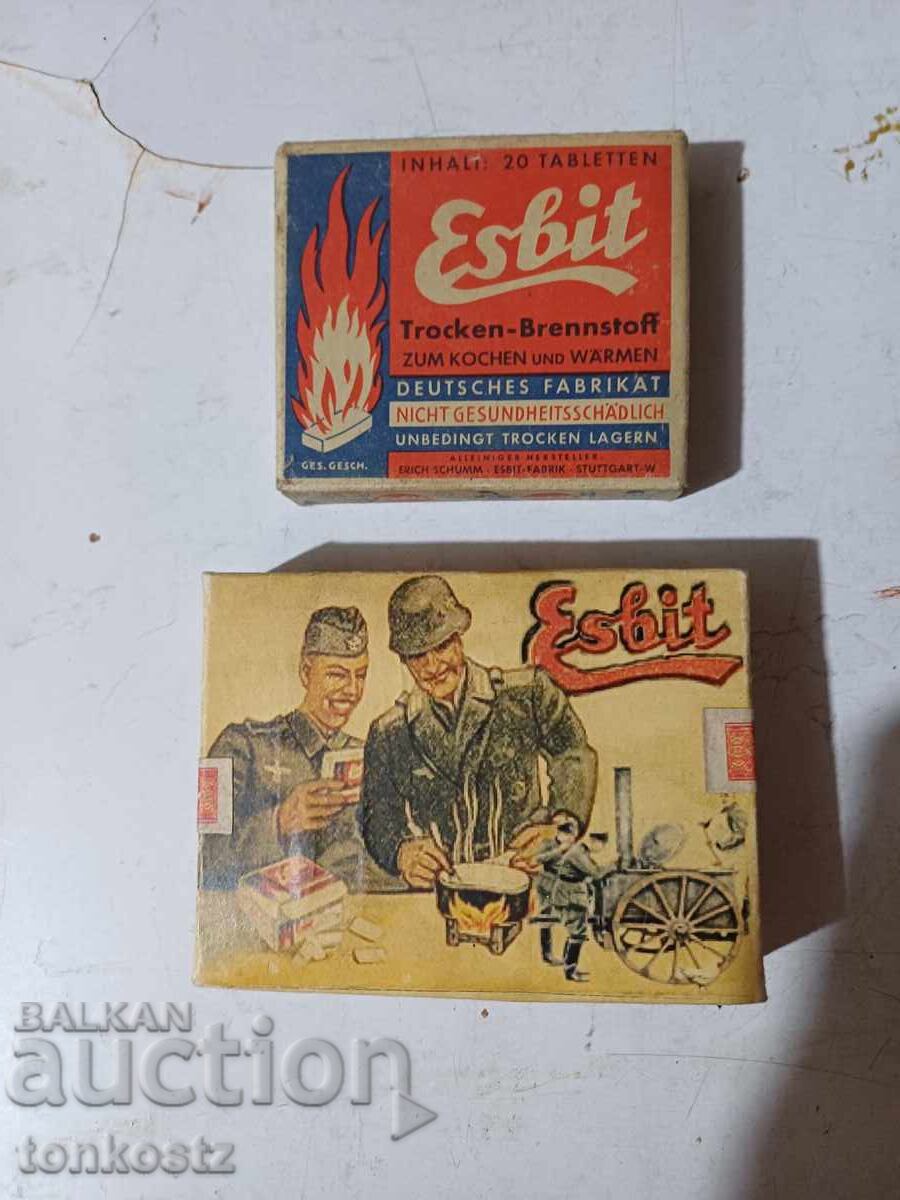 INHALT: 20 TABLETTEN
Esbit
Trocken-Brennstoff
ZUM KOCHEN UND WÄRMEN
DEUTSCHES FABRIKAT
NICHT GESUNDHEITSSCHÄDLICH
UNBEDINGT TROCKEN LAGERN
GES. GESCH.
ALLEINIGER HERSTELLER
ERICH SCHUMM · ESBIT-FABRIK · STUTTGART-W
Esbit
BALKAN
auction
tonkostz